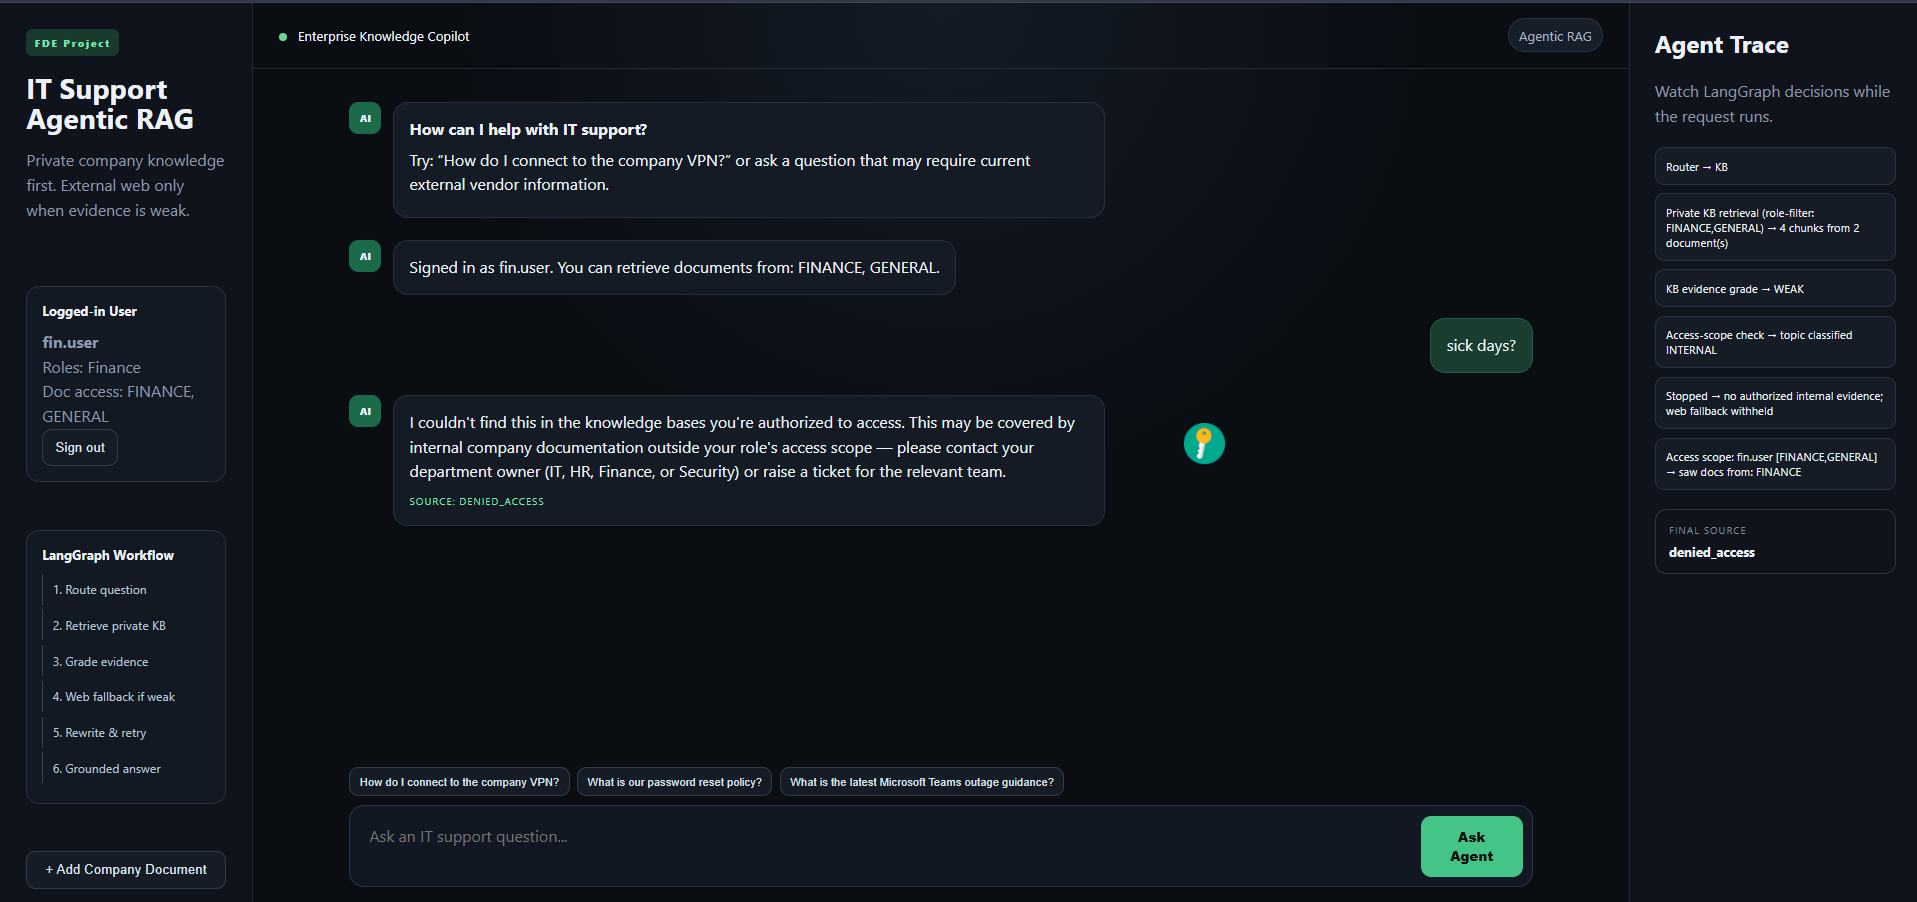 FDE Project
IT Support
Agentic RAG
Private company knowledge
first. External web only
when evidence is weak.
Logged-in User
fin.user
Roles: Finance
Doc access: FINANCE,
GENERAL
Sign out
LangGraph Workflow
1. Route question
2. Retrieve private KB
3. Grade evidence
4. Web fallback if weak
5. Rewrite & retry
6. Grounded answer
+ Add Company Document
Enterprise Knowledge Copilot
Agentic RAG
AI
How can I help with IT support?
Try: “How do I connect to the company VPN?” or ask a question that may require current
external vendor information.
AI
Signed in as fin.user. You can retrieve documents from: FINANCE, GENERAL.
sick days?
AI
I couldn't find this in the knowledge bases you're authorized to access. This may be covered by
internal company documentation outside your role's access scope — please contact your
department owner (IT, HR, Finance, or Security) or raise a ticket for the relevant team.
SOURCE: DENIED_ACCESS
How do I connect to the company VPN?
What is our password reset policy?
What is the latest Microsoft Teams outage guidance?
Ask an IT support question...
Ask
Agent
Agent Trace
Watch LangGraph decisions while
the request runs.
Router → KB
Private KB retrieval (role-filter:
FINANCE,GENERAL) → 4 chunks from 2
document(s)
KB evidence grade → WEAK
Access-scope check → topic classified
INTERNAL
Stopped → no authorized internal evidence;
web fallback withheld
Access scope: fin.user [FINANCE,GENERAL]
→ saw docs from: FINANCE
FINAL SOURCE
denied_access